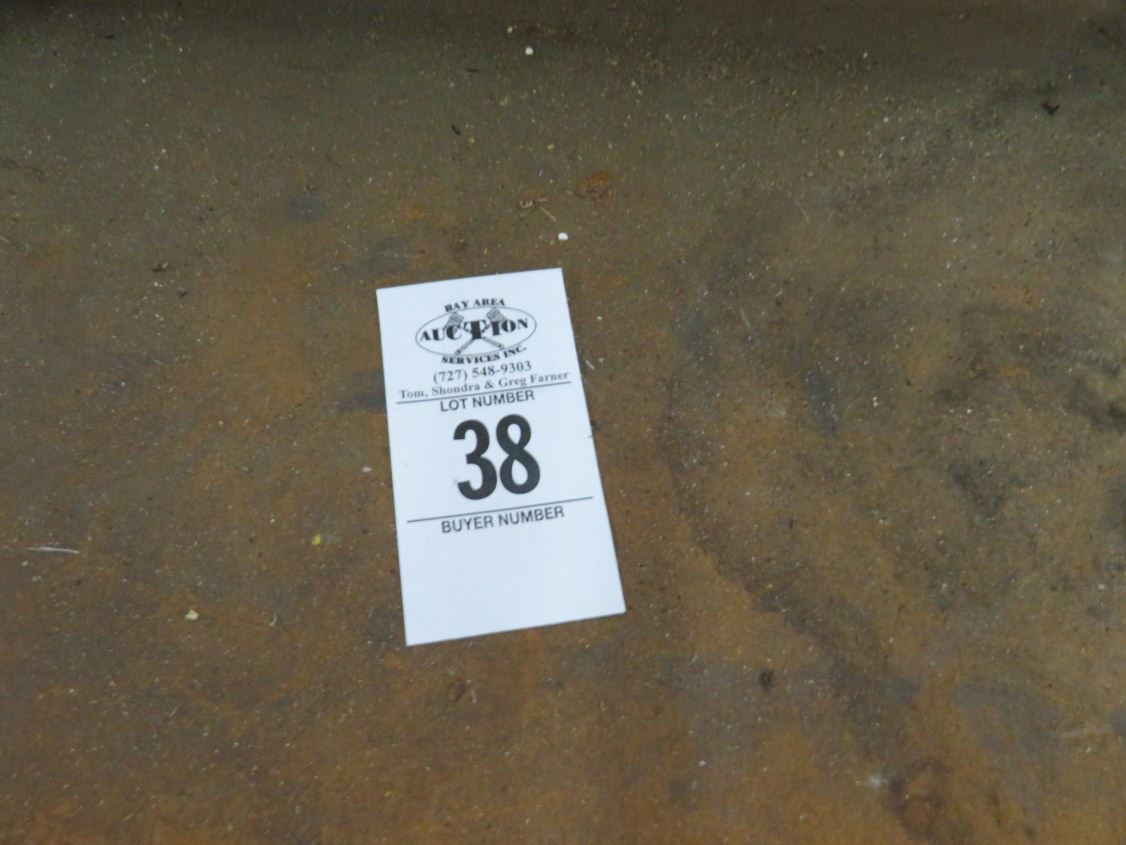 BAY AREA
AUCTION
SERVICES INC.
(727) 548-9303
Tom, Shondra & Greg Farner
LOT NUMBER
38
BUYER NUMBER